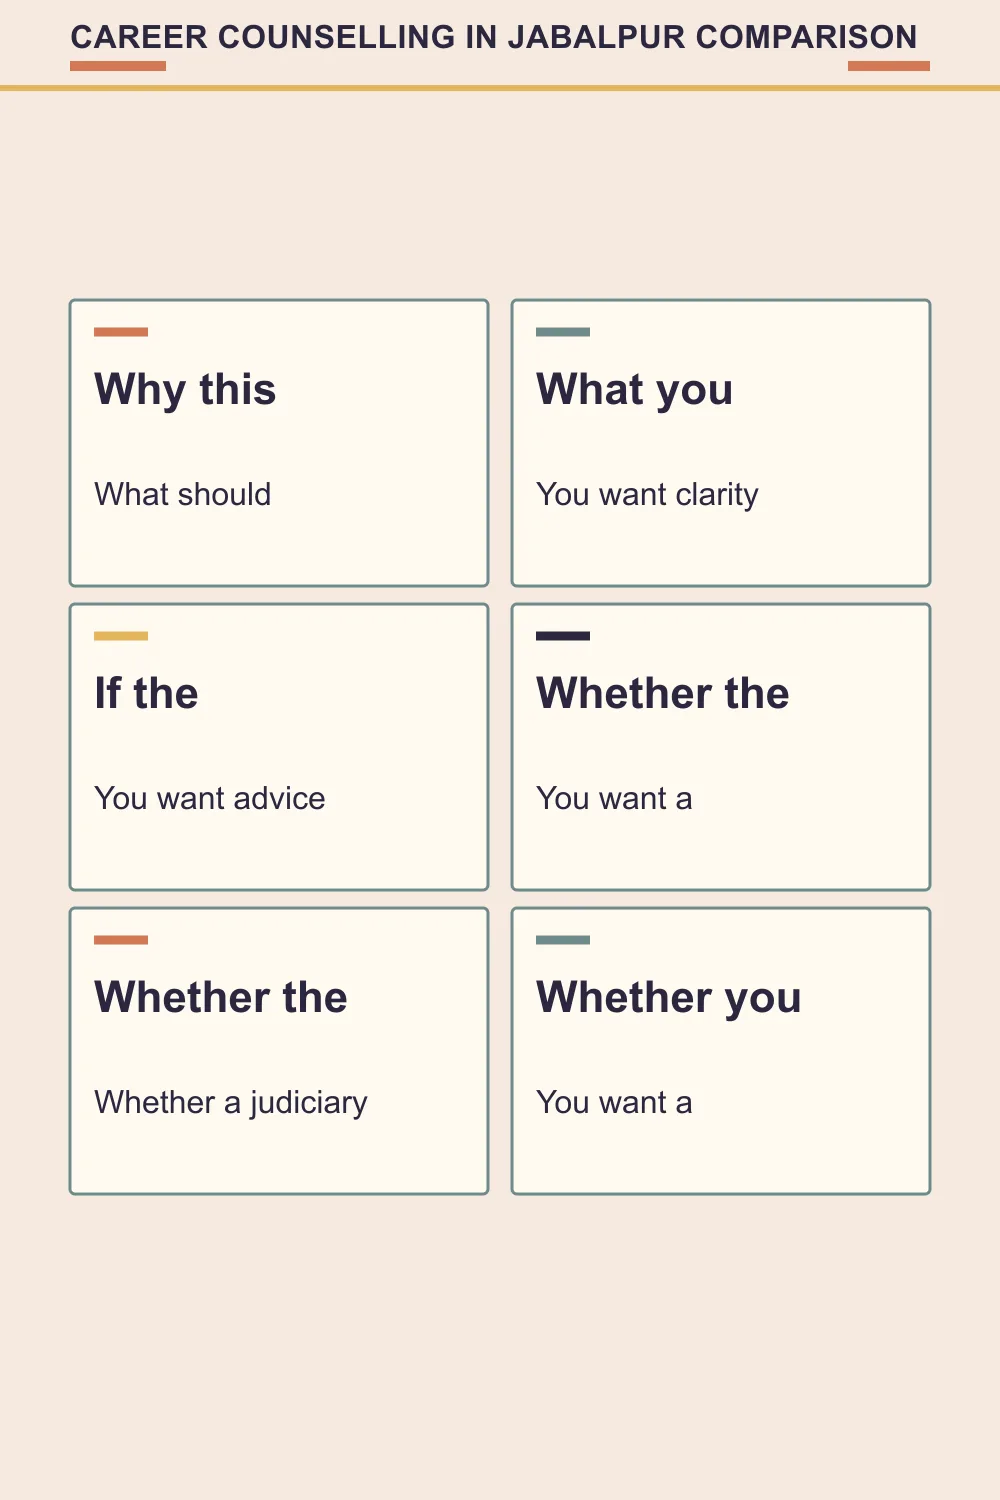 CAREER COUNSELLING IN JABALPUR COMPARISON
Why this
What should
What you
You want clarity
If the
You want advice
Whether the
You want a
Whether the
Whether a judiciary
Whether you
You want a